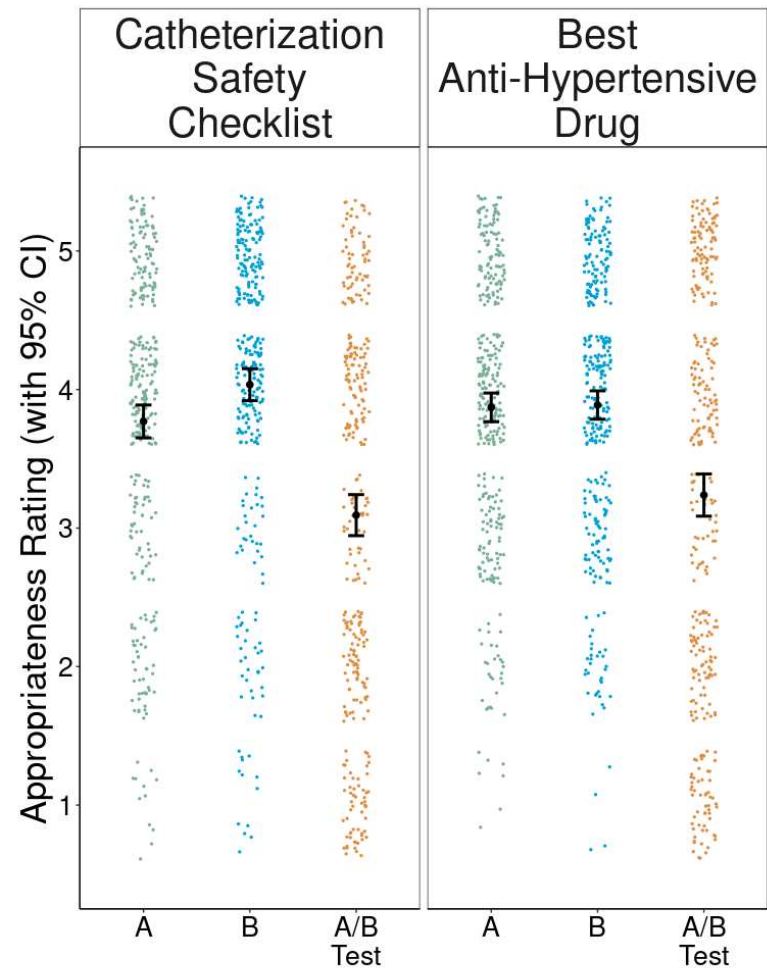 Catheterization
Safety
Checklist
Best
Anti-Hypertensive
Drug
Appropriateness Rating (with 95% CI)
5
4
3
2
1
A
B
A/B
Test
A
B
A/B
Test